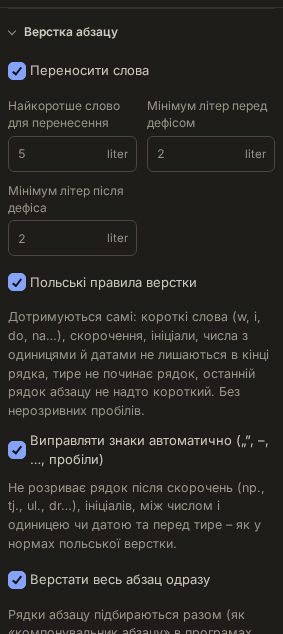 Верстка абзацу
Переносити слова
Найкоротше слово
для перенесення
5 liter
Мінімум літер перед
дефісом
2 liter
Мінімум літер після
дефіса
2 liter
Польські правила верстки
Дотримуються самі: короткі слова (w, i,
do, na…), скорочення, ініціали, числа з
одиницями й датами не лишаються в кінці
рядка, тире не починає рядок, останній
рядок абзацу не надто короткий. Без
нерозривних пробілів.
Виправляти знаки автоматично („”, –,
…, пробіли)
Не розриває рядок після скорочень (np.,
tj., ul., dr…), ініціалів, між числом і
одиницею чи датою та перед тире – як у
нормах польської верстки.
Верстати весь абзац одразу
Рядки абзацу підбираються разом (як
«компонувальник абзацу» в програмах